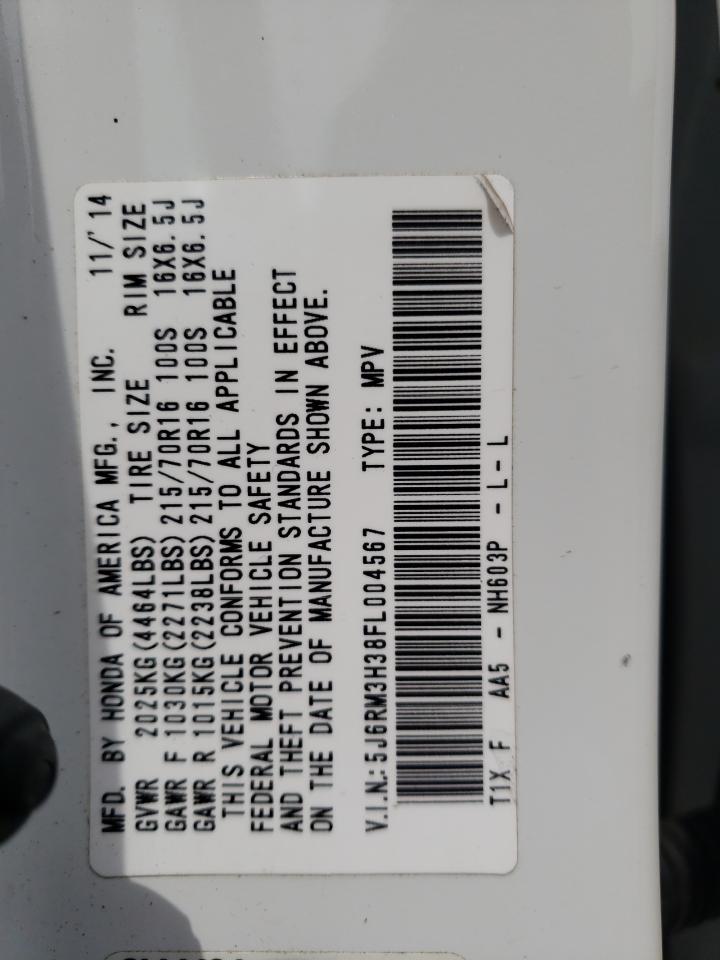 MFD. BY HONDA OF AMERICA MFG., INC. 11/'14
GVWR 2025KG(4464LBS) TIRE SIZE RIM SIZE
GAWR F 1030KG(2271LBS) 215/70R16 100S 16X6.5J
GAWR R 1015KG(2238LBS) 215/70R16 100S 16X6.5J
THIS VEHICLE CONFORMS TO ALL APPLICABLE
FEDERAL MOTOR VEHICLE SAFETY
AND THEFT PREVENTION STANDARDS IN EFFECT
ON THE DATE OF MANUFACTURE SHOWN ABOVE.
V.I.N.:5J6RM3H38FL004567 TYPE: MPV
T1X F AA5 - NH603P - L-L